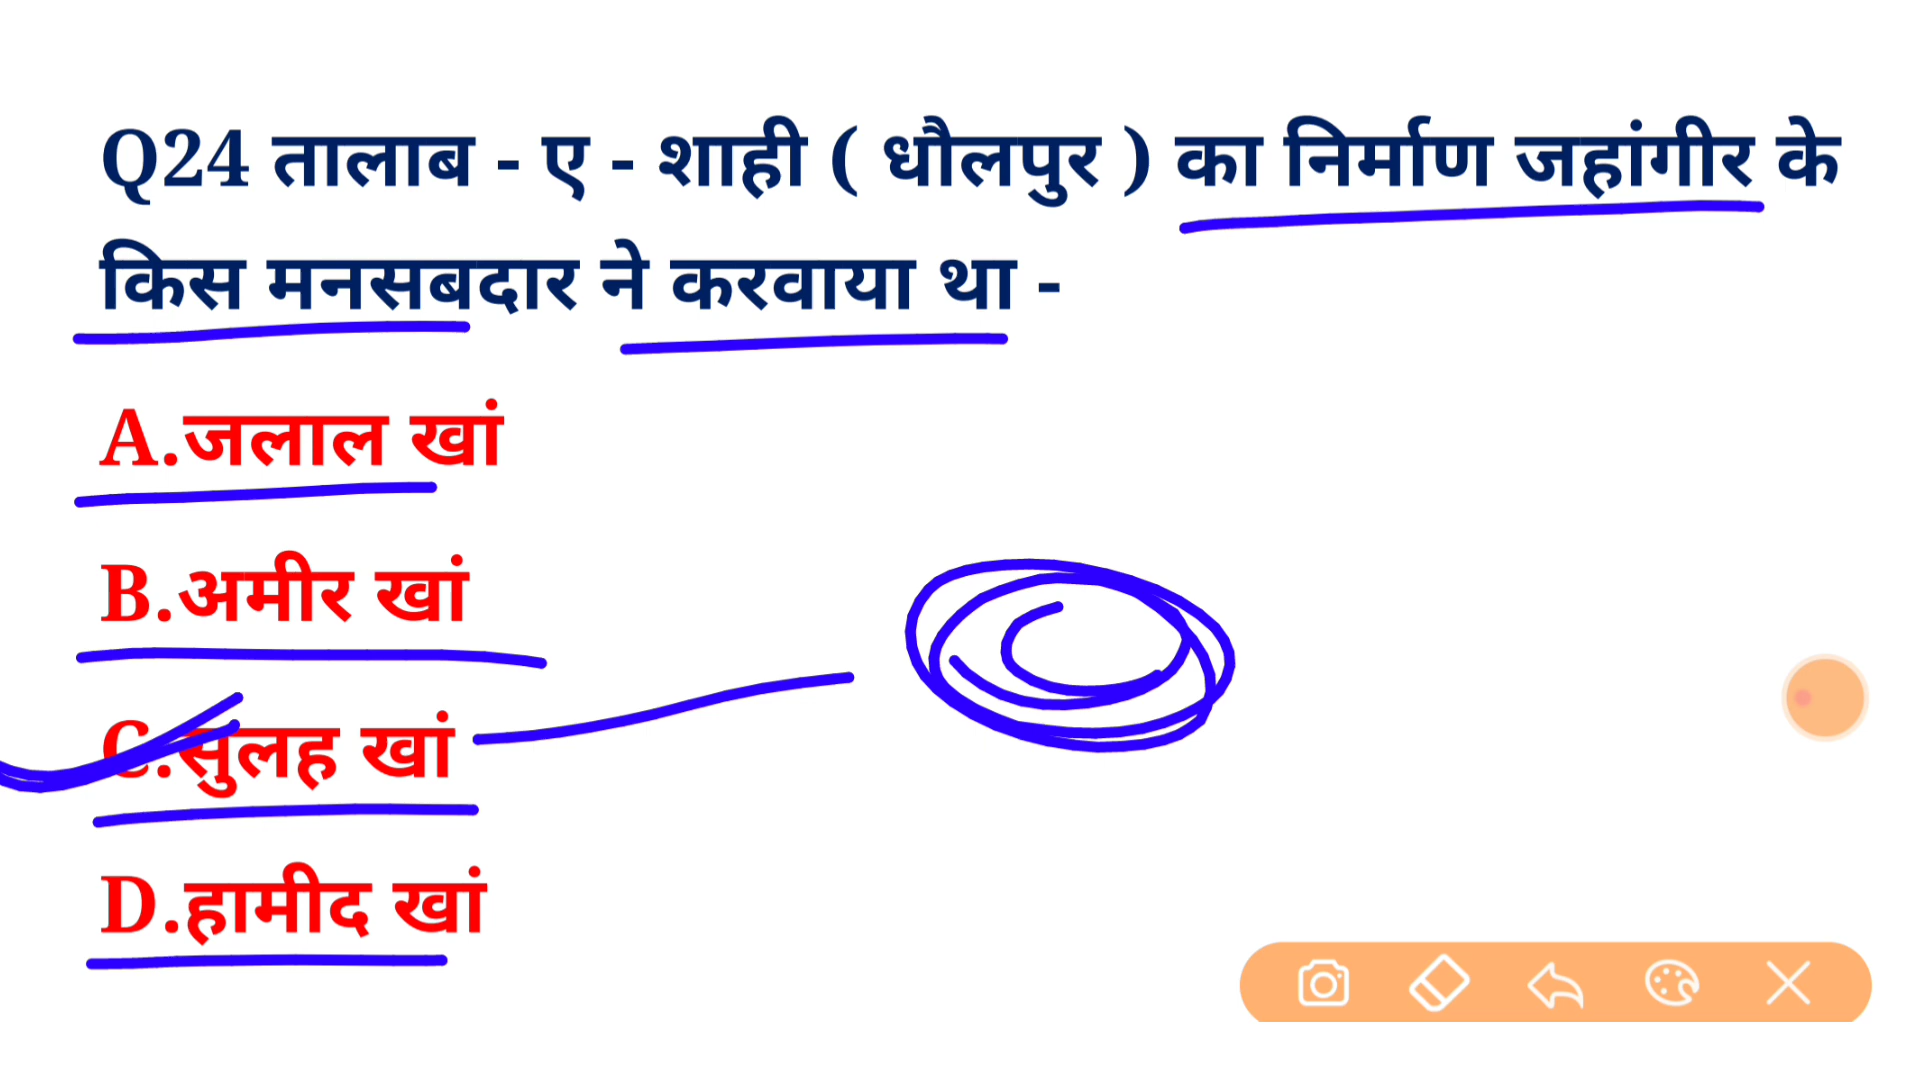 Q24 तालाब - ए - शाही ( धौलपुर ) का निर्माण जहांगीर के
किस मनसबदार ने करवाया था -
A.जलाल खां
B.अमीर खां
C.सुलह खां
D.हामीद खां